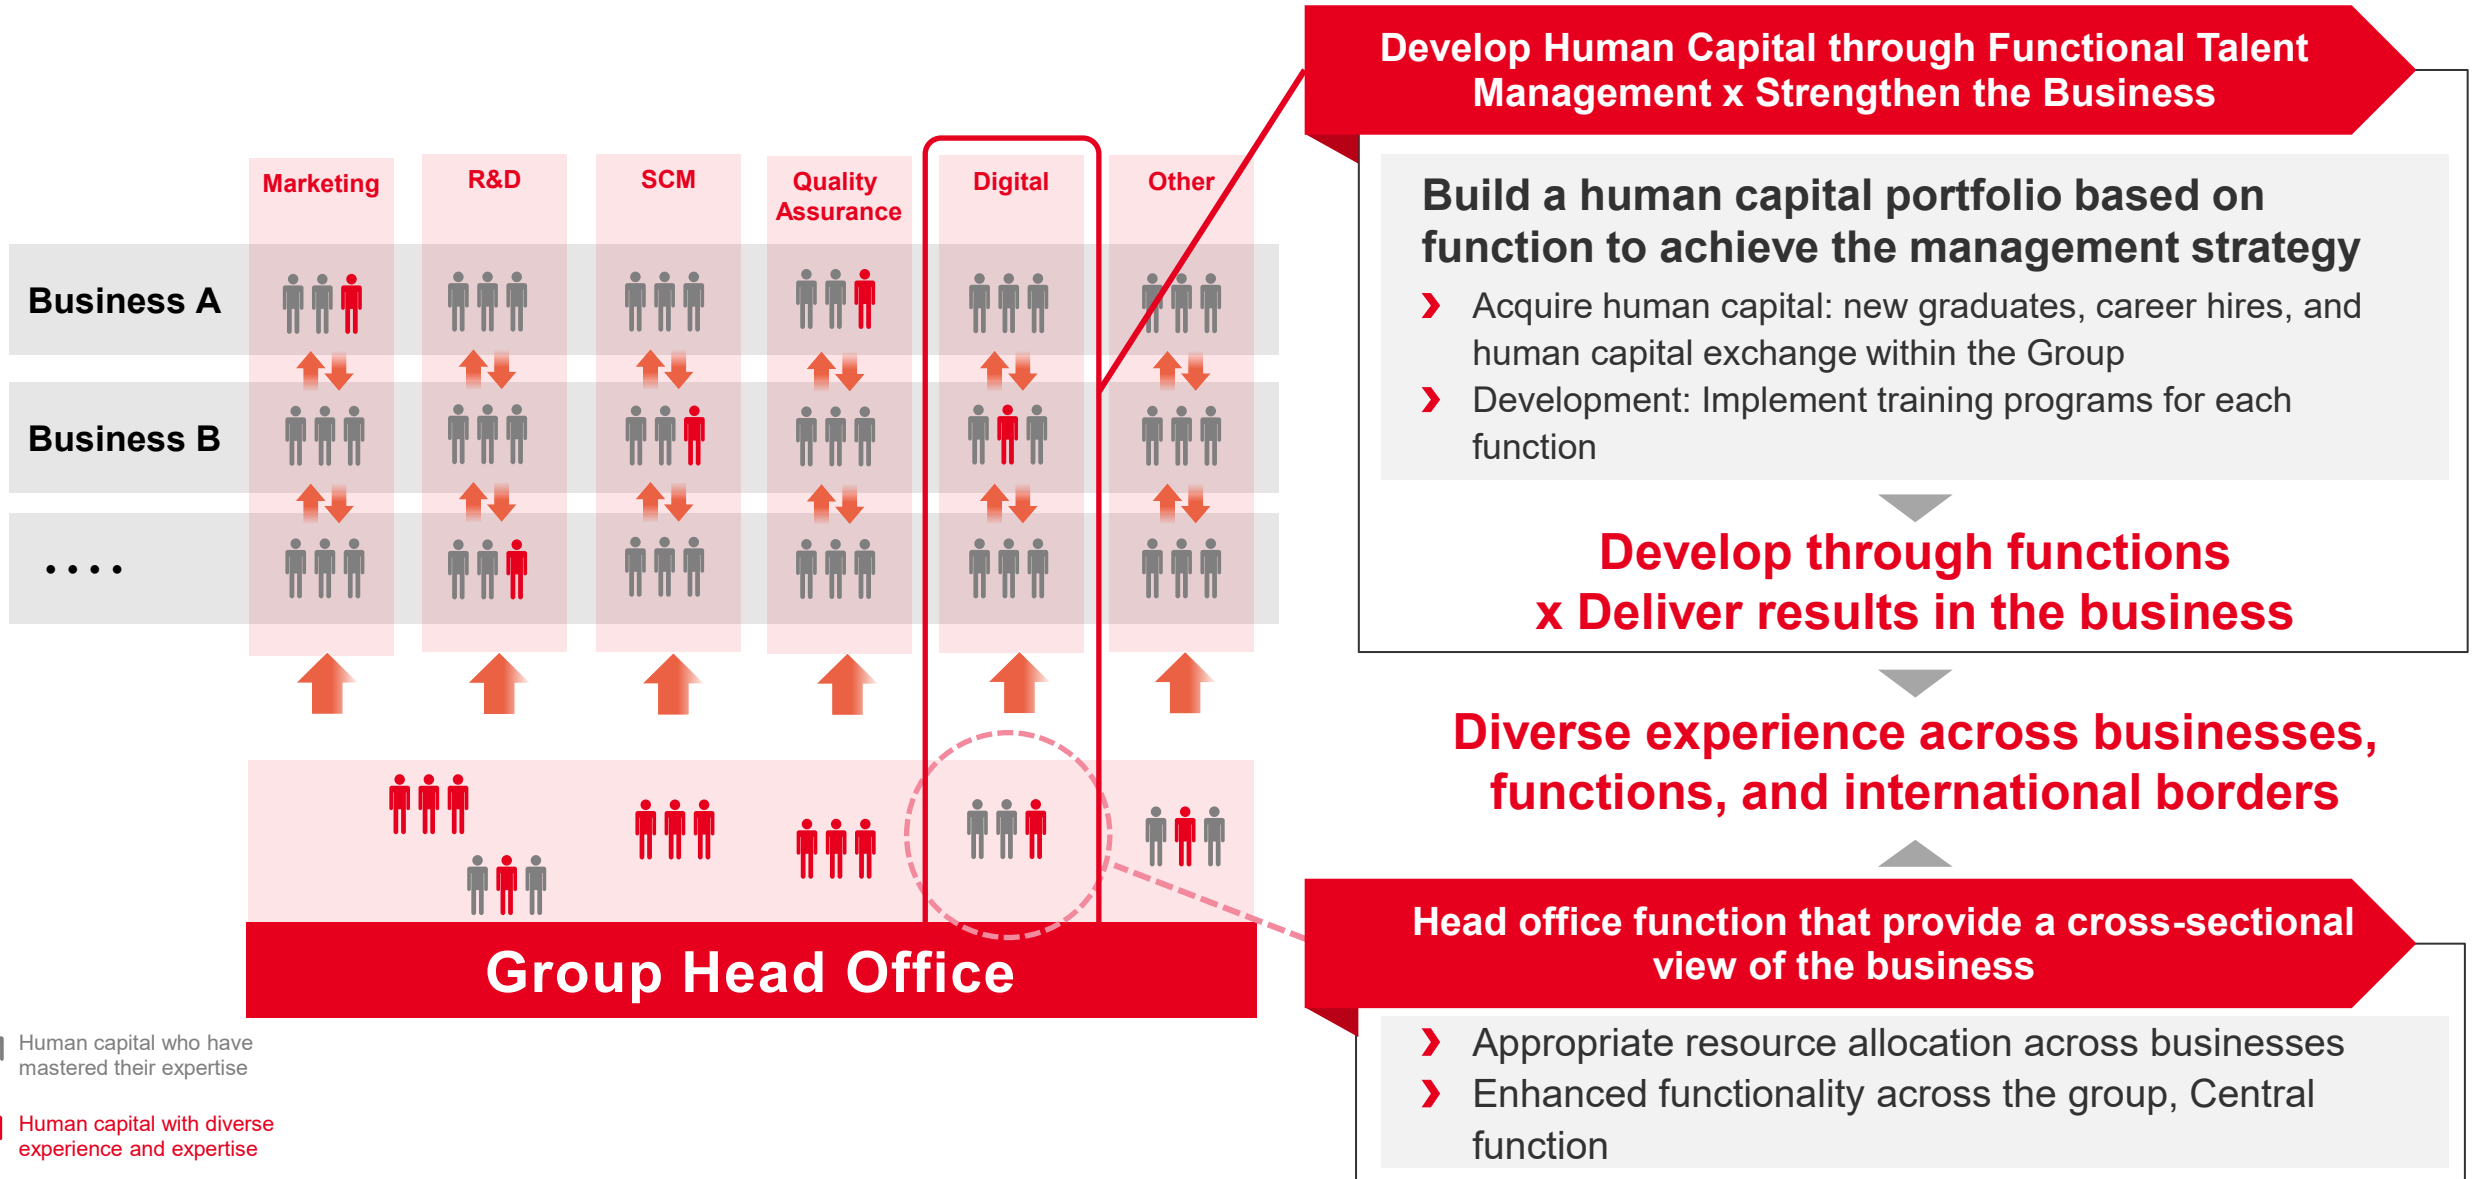 Marketing
R&D
SCM
Quality
Assurance
Digital
Other
Business A
Business B
• • • •
Group Head Office
Human capital who have
mastered their expertise
Human capital with diverse
experience and expertise
Develop Human Capital through Functional Talent
Management x Strengthen the Business
Build a human capital portfolio based on
function to achieve the management strategy
Acquire human capital: new graduates, career hires, and
human capital exchange within the Group
Development: Implement training programs for each
function
Develop through functions
x Deliver results in the business
Diverse experience across businesses,
functions, and international borders
Head office function that provide a cross-sectional
view of the business
Appropriate resource allocation across businesses
Enhanced functionality across the group, Central
function